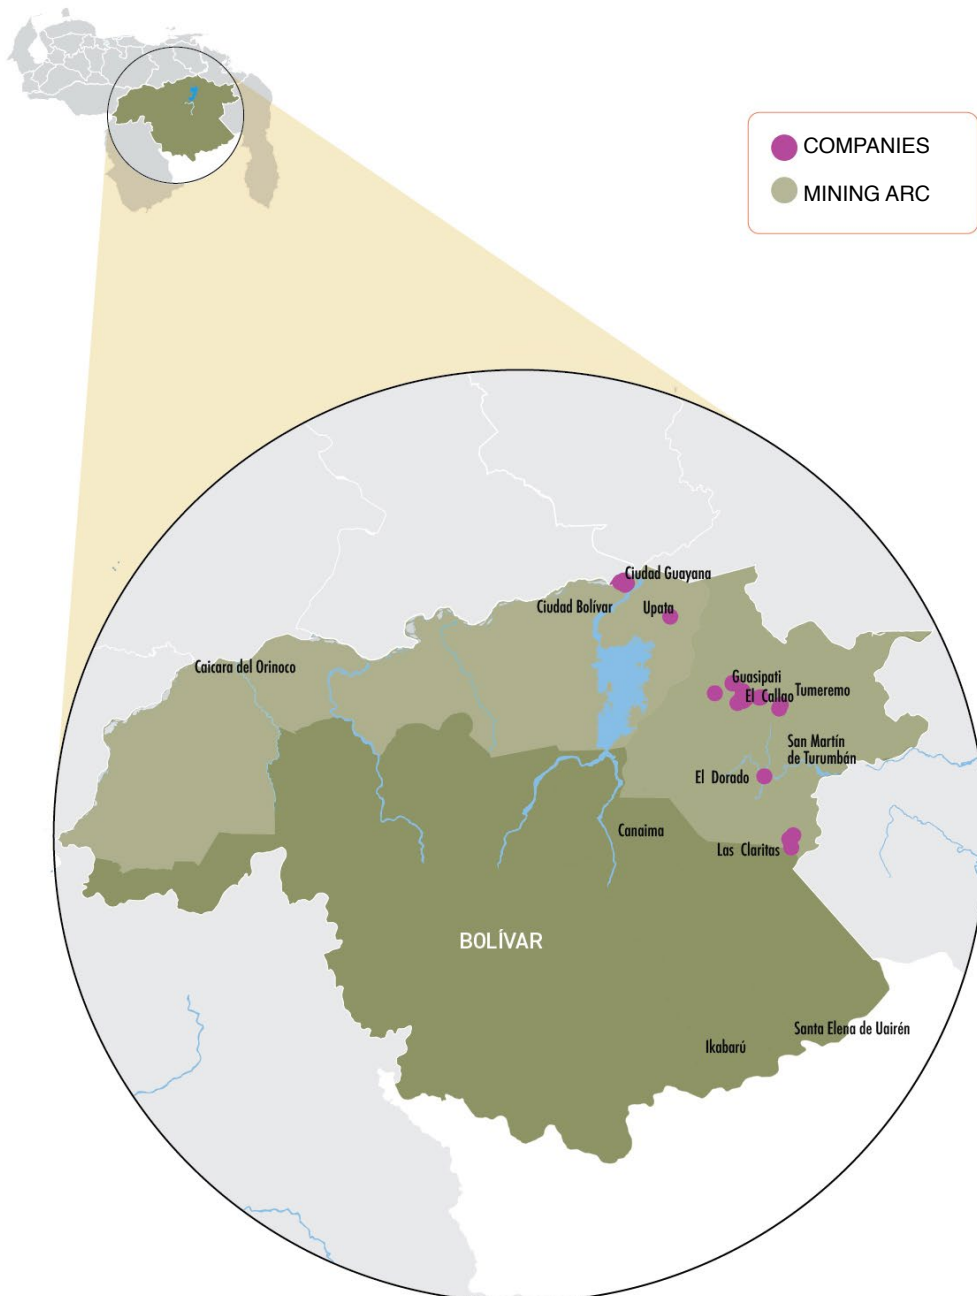 COMPANIES
MINING ARC
Ciudad Guayana
Ciudad Bolívar
Upata
Caicara del Orinoco
Guasipati
El Callao
Tumeremo
San Martín
de Turumbán
El Dorado
Canaima
Las Claritas
BOLÍVAR
Santa Elena de Uairén
Ikabarú